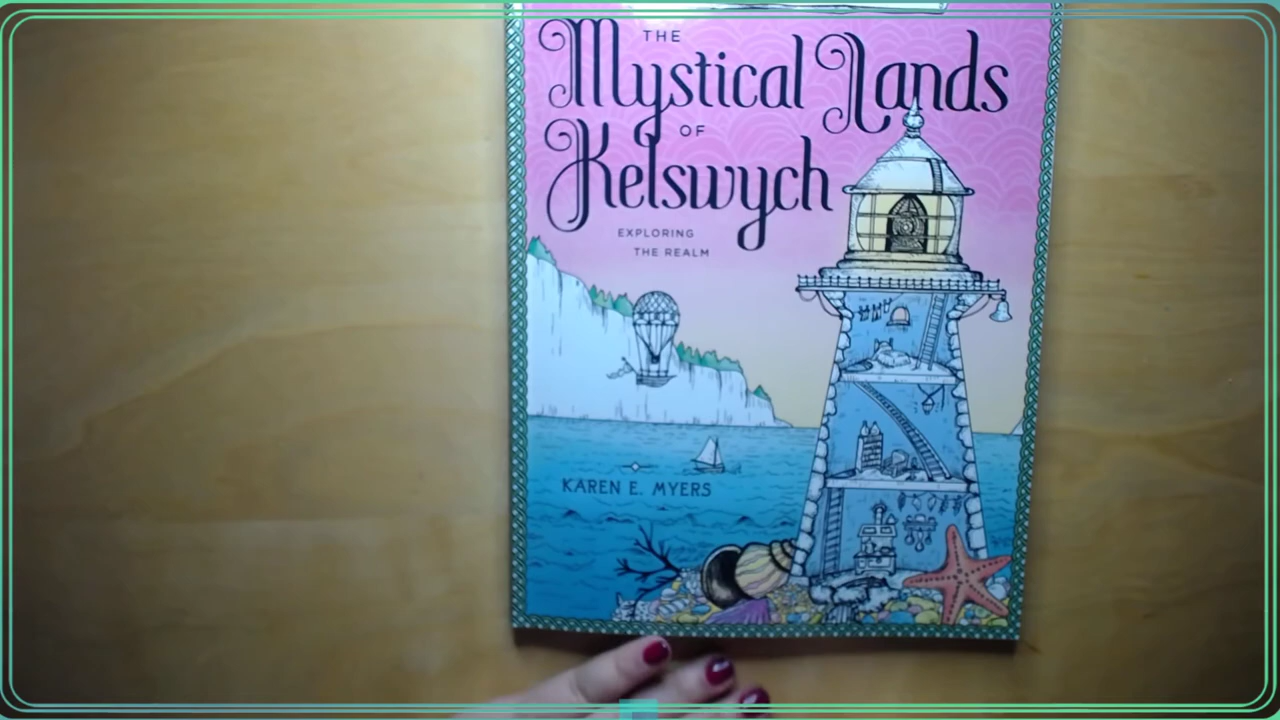 THE
Mystical Lands
OF
Kelswych
EXPLORING
THE REALM
KAREN E. MYERS